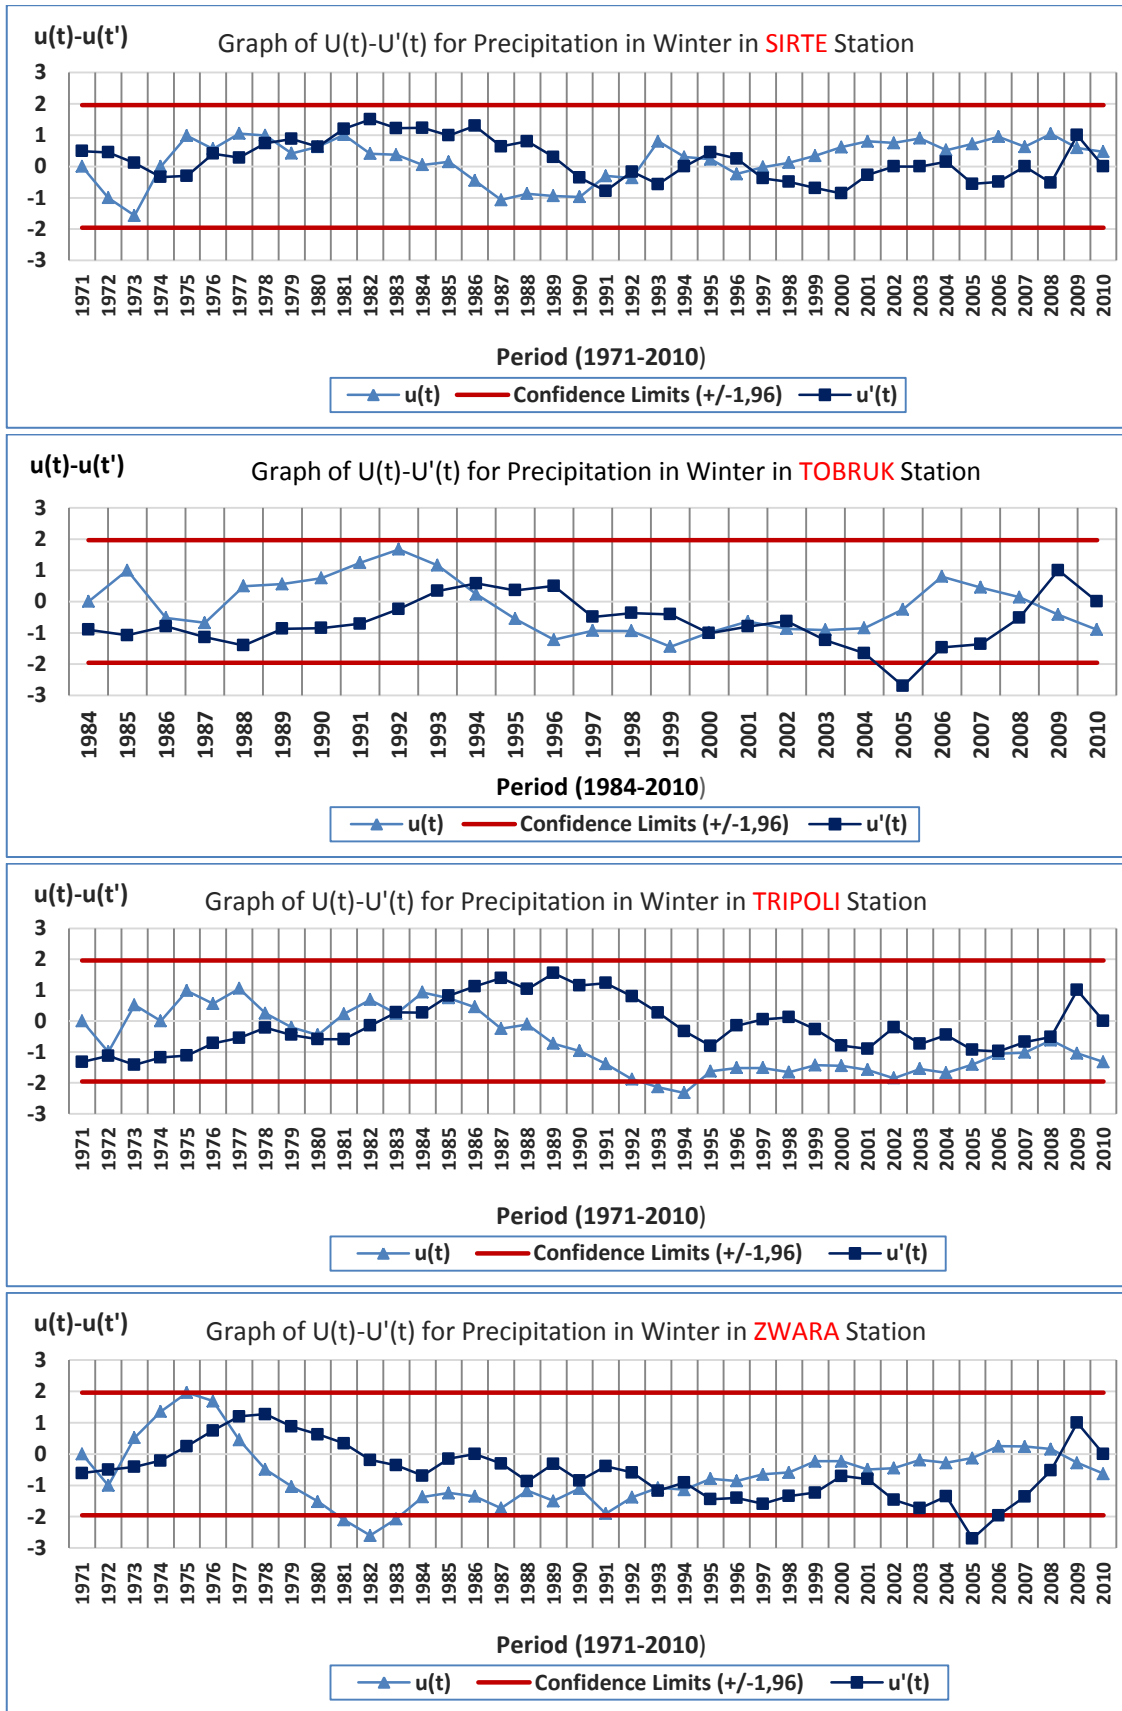 u(t)-u(t')
Graph of U(t)-U'(t) for Precipitation in Winter in SIRTE Station
3
2
1
0
-1
-2
-3
1971 1972 1973 1974 1975 1976 1977 1978 1979 1980 1981 1982 1983 1984 1985 1986 1987 1988 1989 1990 1991 1992 1993 1994 1995 1996 1997 1998 1999 2000 2001 2002 2003 2004 2005 2006 2007 2008 2009 2010
Period (1971-2010)
u(t) Confidence Limits (+/-1,96) u'(t)
u(t)-u(t')
Graph of U(t)-U'(t) for Precipitation in Winter in TOBRUK Station
3
2
1
0
-1
-2
-3
1984 1985 1986 1987 1988 1989 1990 1991 1992 1993 1994 1995 1996 1997 1998 1999 2000 2001 2002 2003 2004 2005 2006 2007 2008 2009 2010
Period (1984-2010)
u(t) Confidence Limits (+/-1,96) u'(t)
u(t)-u(t')
Graph of U(t)-U'(t) for Precipitation in Winter in TRIPOLI Station
3
2
1
0
-1
-2
-3
1971 1972 1973 1974 1975 1976 1977 1978 1979 1980 1981 1982 1983 1984 1985 1986 1987 1988 1989 1990 1991 1992 1993 1994 1995 1996 1997 1998 1999 2000 2001 2002 2003 2004 2005 2006 2007 2008 2009 2010
Period (1971-2010)
u(t) Confidence Limits (+/-1,96) u'(t)
u(t)-u(t')
Graph of U(t)-U'(t) for Precipitation in Winter in ZWARA Station
3
2
1
0
-1
-2
-3
1971 1972 1973 1974 1975 1976 1977 1978 1979 1980 1981 1982 1983 1984 1985 1986 1987 1988 1989 1990 1991 1992 1993 1994 1995 1996 1997 1998 1999 2000 2001 2002 2003 2004 2005 2006 2007 2008 2009 2010
Period (1971-2010)
u(t) Confidence Limits (+/-1,96) u'(t)